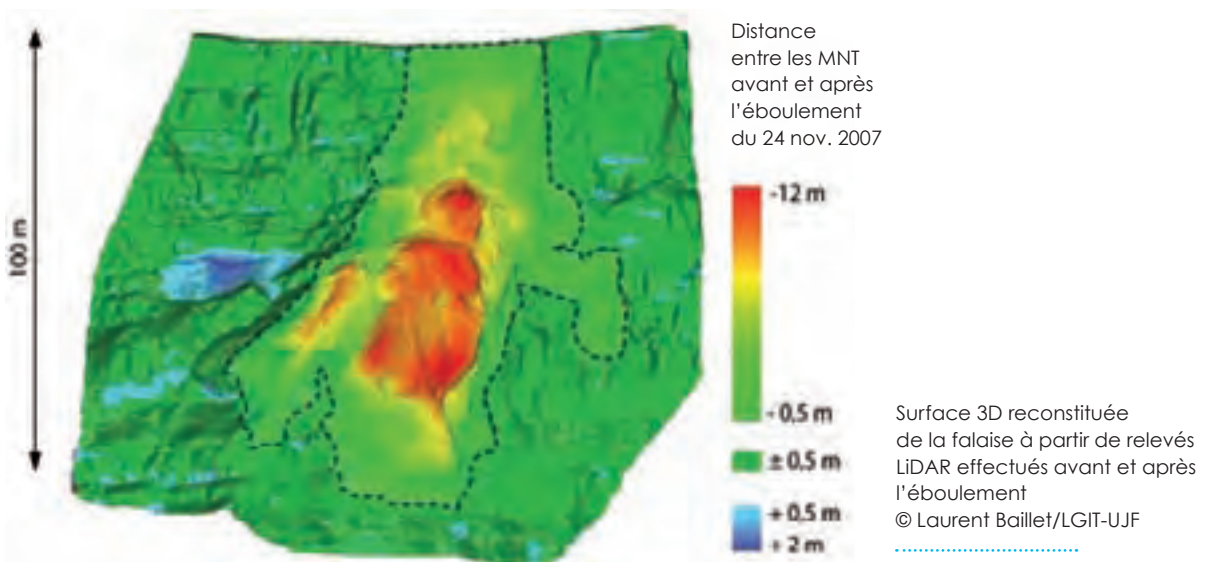 Distance
entre les MNT
avant et après
l'éboulement
du 24 nov. 2007
100 m
-12 m
- 0.5 m
± 0.5 m
+ 0.5 m
+ 2 m
Surface 3D reconstituée
de la falaise à partir de relevés
LiDAR effectués avant et après
l'éboulement
© Laurent Baillet/LGIT-UJF